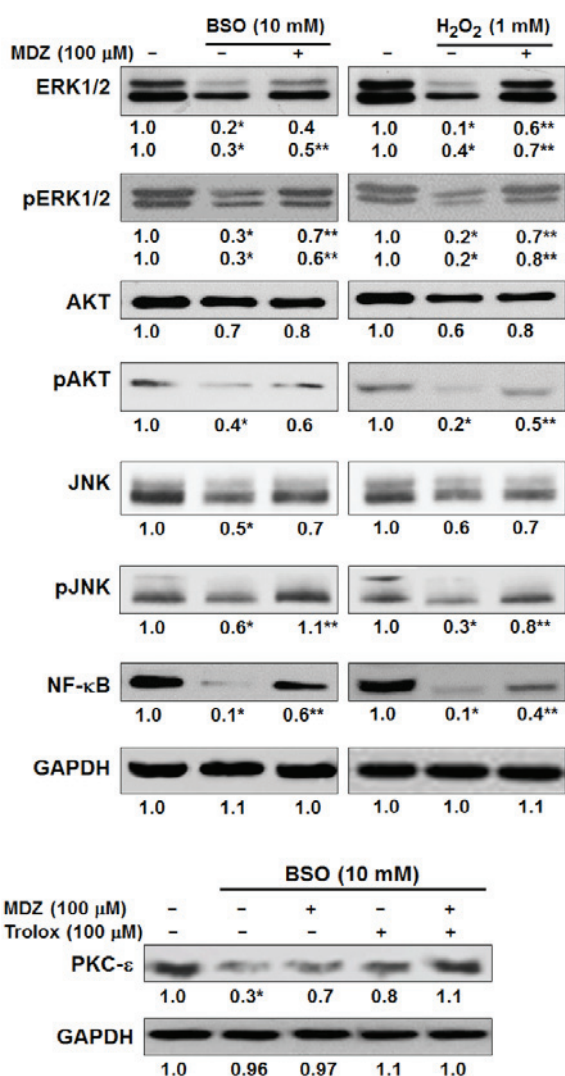 BSO (10 mM) H₂O₂ (1 mM)
MDZ (100 μM) – – + – – +
ERK1/2
1.0 0.2* 0.4 1.0 0.1* 0.6**
1.0 0.3* 0.5** 1.0 0.4* 0.7**
pERK1/2
1.0 0.3* 0.7** 1.0 0.2* 0.7**
1.0 0.3* 0.6** 1.0 0.2* 0.8**
AKT
1.0 0.7 0.8 1.0 0.6 0.8
pAKT
1.0 0.4* 0.6 1.0 0.2* 0.5**
JNK
1.0 0.5* 0.7 1.0 0.6 0.7
pJNK
1.0 0.6* 1.1** 1.0 0.3* 0.8**
NF-κB
1.0 0.1* 0.6** 1.0 0.1* 0.4**
GAPDH
1.0 1.1 1.0 1.0 1.0 1.1
BSO (10 mM)
MDZ (100 μM) – – + – +
Trolox (100 μM) – – – + +
PKC-ε
1.0 0.3* 0.7 0.8 1.1
GAPDH
1.0 0.96 0.97 1.1 1.0